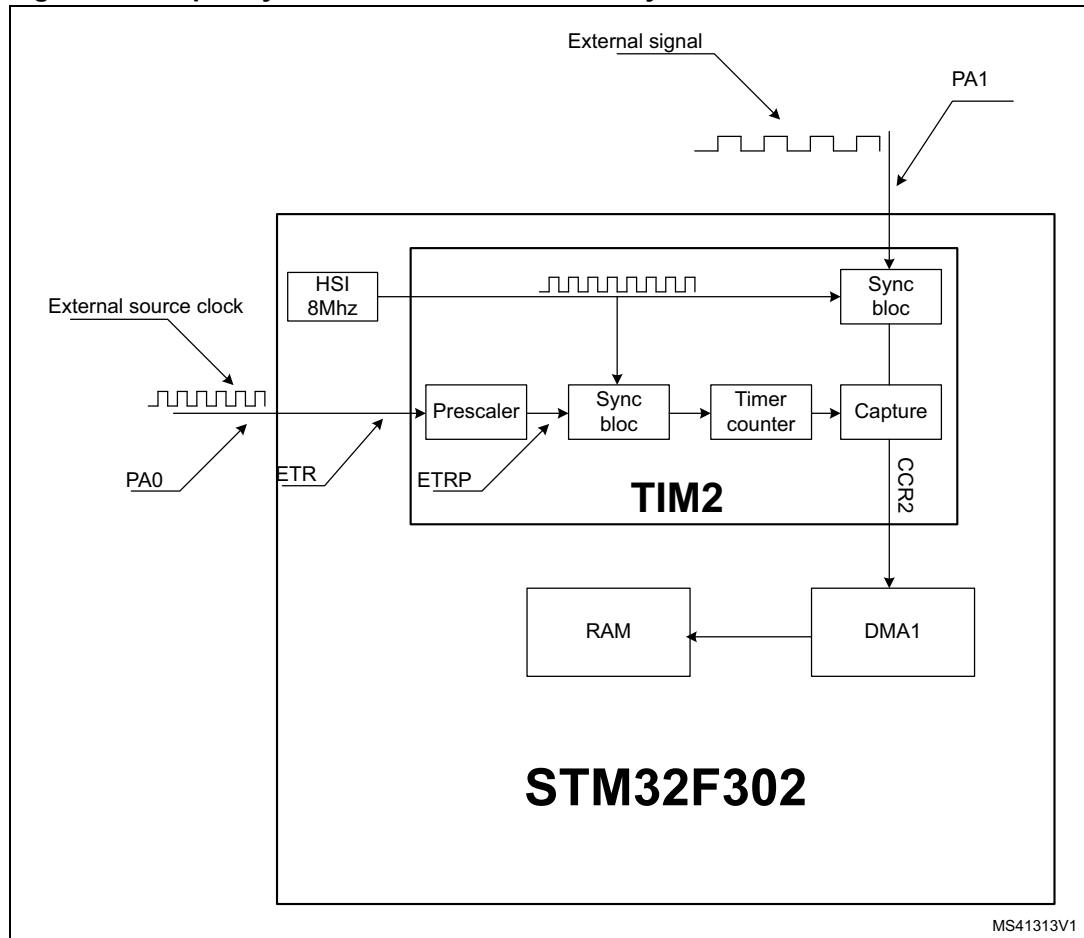 External signal
PA1
HSI
8Mhz
Sync
bloc
External source clock
Prescaler
Sync
bloc
Timer
counter
Capture
PA0
ETR
ETRP
TIM2
CCR2
RAM
DMA1
STM32F302
MS41313V1